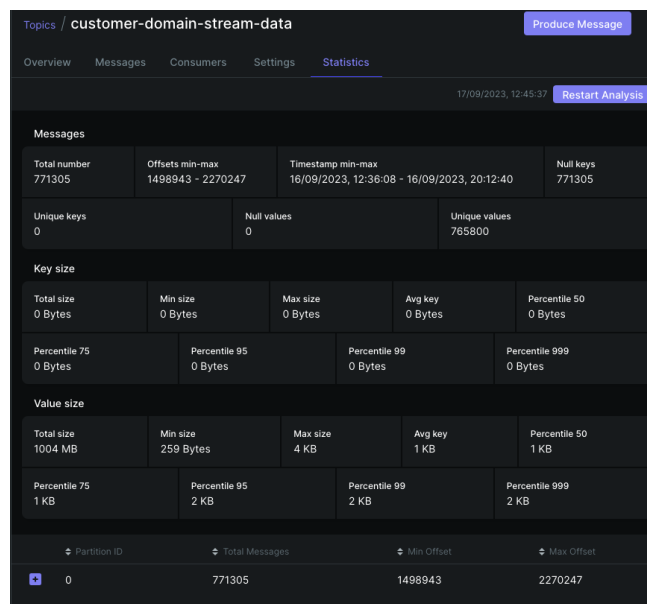 Topics / customer-domain-stream-data Produce Message
Overview Messages Consumers Settings Statistics
17/09/2023, 12:45:37 Restart Analysis
Messages
Total number Offsets min-max Timestamp min-max Null keys
771305 1498943 - 2270247 16/09/2023, 12:36:08 - 16/09/2023, 20:12:40 771305
Unique keys Null values Unique values
0 0 765800
Key size
Total size Min size Max size Avg key Percentile 50
0 Bytes 0 Bytes 0 Bytes 0 Bytes 0 Bytes
Percentile 75 Percentile 95 Percentile 99 Percentile 999
0 Bytes 0 Bytes 0 Bytes 0 Bytes
Value size
Total size Min size Max size Avg key Percentile 50
1004 MB 259 Bytes 4 KB 1 KB 1 KB
Percentile 75 Percentile 95 Percentile 99 Percentile 999
1 KB 2 KB 2 KB 2 KB
Partition ID Total Messages Min Offset Max Offset
0 771305 1498943 2270247